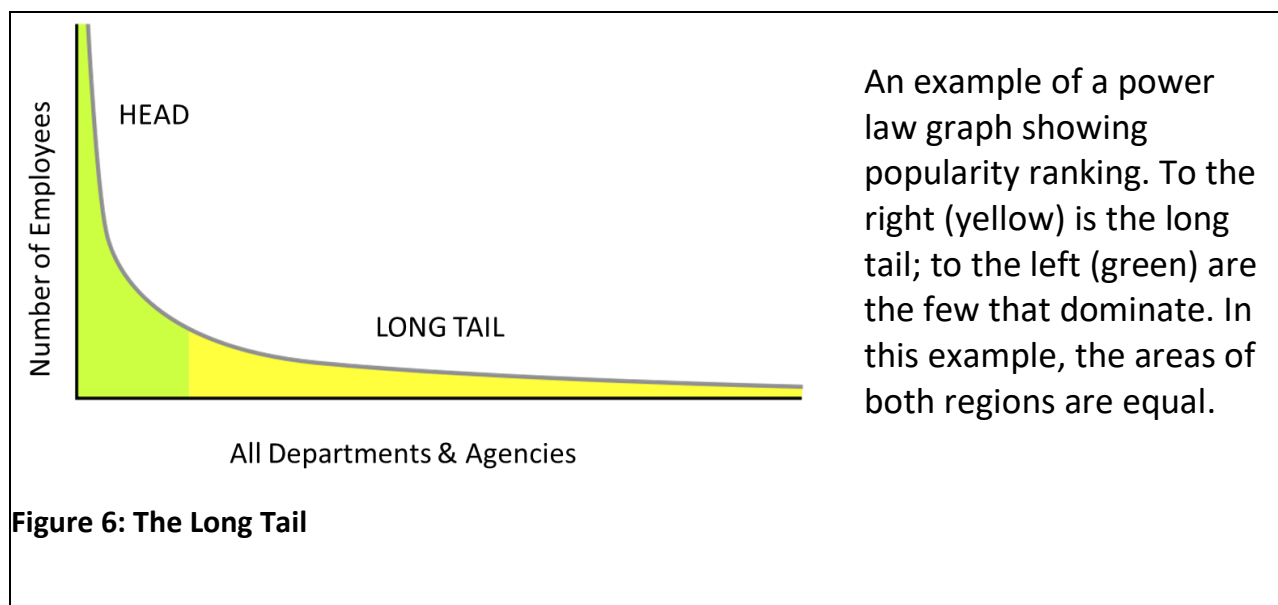 Number of Employees
HEAD
LONG TAIL
All Departments & Agencies
An example of a power
law graph showing
popularity ranking. To the
right (yellow) is the long
tail; to the left (green) are
the few that dominate. In
this example, the areas of
both regions are equal.
Figure 6: The Long Tail